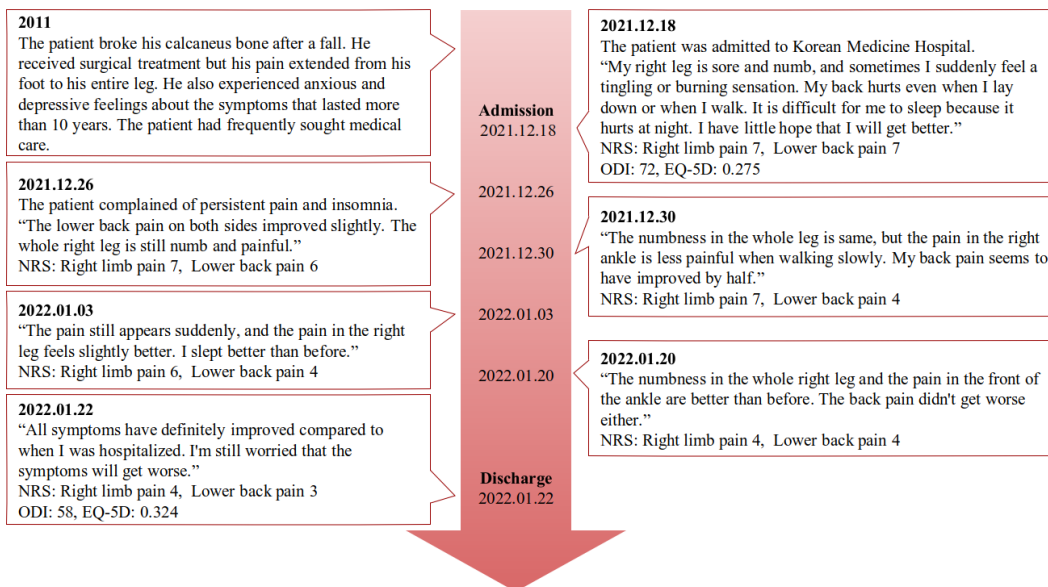 2011
The patient broke his calcaneus bone after a fall. He
received surgical treatment but his pain extended from his
foot to his entire leg. He also experienced anxious and
depressive feelings about the symptoms that lasted more
than 10 years. The patient had frequently sought medical
care.
Admission
2021.12.18
2021.12.18
The patient was admitted to Korean Medicine Hospital.
“My right leg is sore and numb, and sometimes I suddenly feel a
tingling or burning sensation. My back hurts even when I lay
down or when I walk. It is difficult for me to sleep because it
hurts at night. I have little hope that I will get better.”
NRS: Right limb pain 7, Lower back pain 7
ODI: 72, EQ-5D: 0.275
2021.12.26
The patient complained of persistent pain and insomnia.
“The lower back pain on both sides improved slightly. The
whole right leg is still numb and painful.”
NRS: Right limb pain 7, Lower back pain 6
2021.12.26
2021.12.30
2021.12.30
“The numbness in the whole leg is same, but the pain in the right
ankle is less painful when walking slowly. My back pain seems to
have improved by half.”
NRS: Right limb pain 7, Lower back pain 4
2022.01.03
“The pain still appears suddenly, and the pain in the right
leg feels slightly better. I slept better than before.”
NRS: Right limb pain 6, Lower back pain 4
2022.01.03
2022.01.20
2022.01.20
“The numbness in the whole right leg and the pain in the front of
the ankle are better than before. The back pain didn't get worse
either.”
NRS: Right limb pain 4, Lower back pain 4
2022.01.22
“All symptoms have definitely improved compared to
when I was hospitalized. I'm still worried that the
symptoms will get worse.”
NRS: Right limb pain 4, Lower back pain 3
ODI: 58, EQ-5D: 0.324
Discharge
2022.01.22